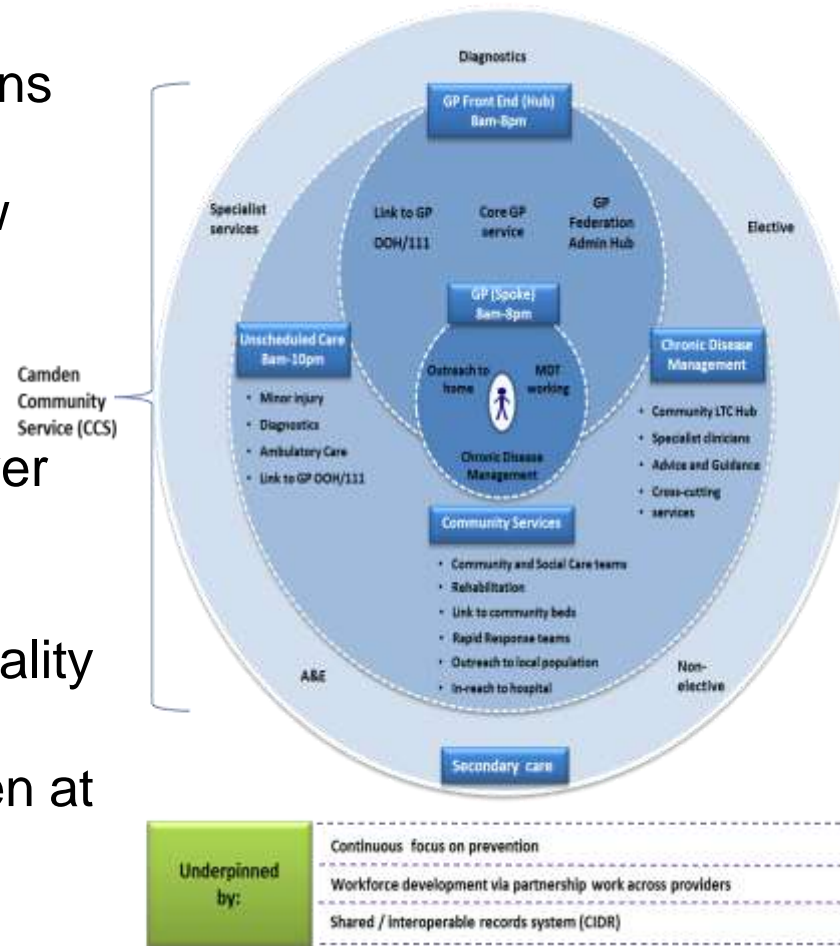 ns
w
er
ality
en at
Camden
Community
Service (CCS)
Diagnostics
GP Front End (Hub)
8am-8pm
Specialist
services
Elective
Link to GP
OOH/111
Core GP
service
GP
Federation
Admin Hub
GP (Spoke)
8am-8pm
Outreach to
home
MDT
working
Chronic Disease
Management
Unscheduled Care
8am-10pm
• Minor injury
• Diagnostics
• Ambulatory Care
• Link to GP OOH/111
Chronic Disease
Management
• Community LTC Hub
• Specialist clinicians
• Advice and Guidance
• Cross-cutting
• services
Community Services
• Community and Social Care teams
• Rehabilitation
• Link to community beds
• Rapid Response teams
• Outreach to local population
• In-reach to hospital
A&E
Non-
elective
Secondary care
Underpinned
by:
Continuous focus on prevention
Workforce development via partnership work across providers
Shared / interoperable records system (CIDR)